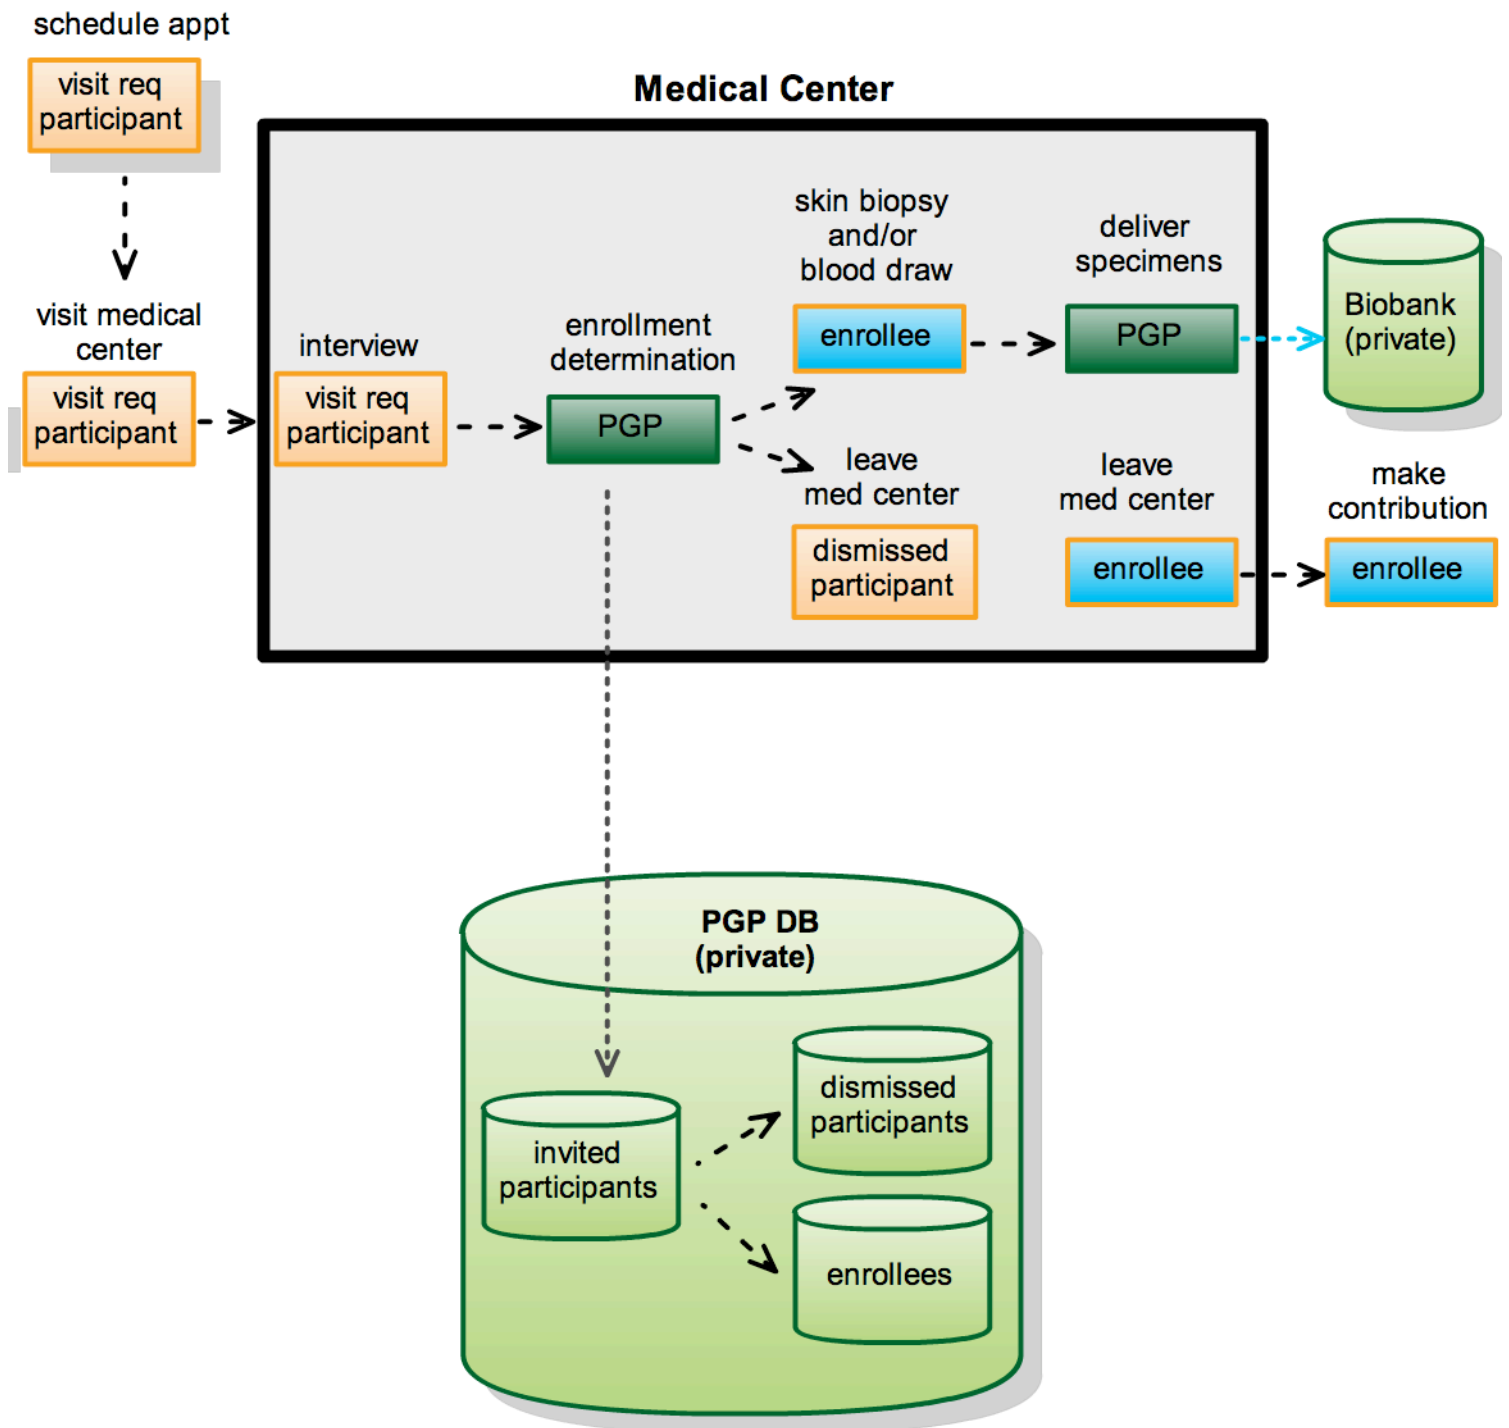 schedule appt
visit req
participant
Medical Center
visit medical
center
visit req
participant
interview
visit req
participant
enrollment
determination
PGP
skin biopsy
and/or
blood draw
enrollee
deliver
specimens
PGP
Biobank
(private)
leave
med center
dismissed
participant
leave
med center
enrollee
make
contribution
enrollee
PGP DB
(private)
invited
participants
dismissed
participants
enrollees